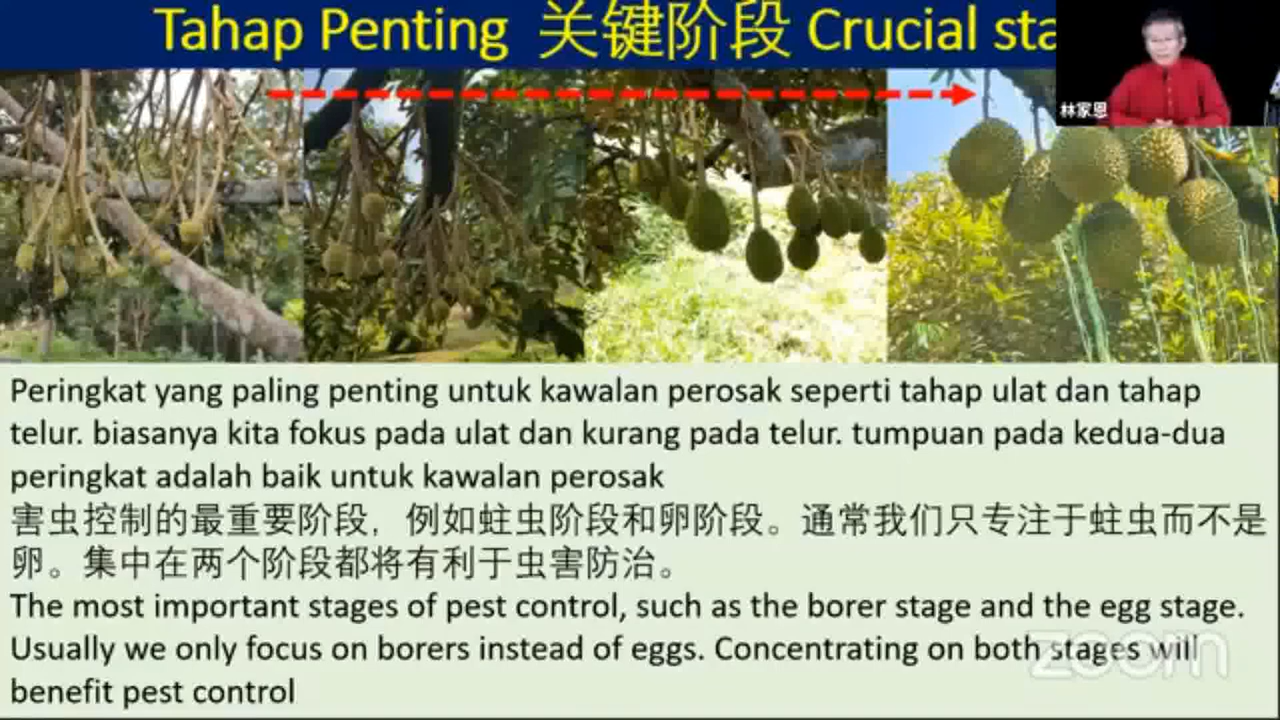 Tahap Penting 关键阶段 Crucial sta
林家恩
Peringkat yang paling penting untuk kawalan perosak seperti tahap ulat dan tahap
telur. biasanya kita fokus pada ulat dan kurang pada telur. tumpuan pada kedua-dua
peringkat adalah baik untuk kawalan perosak
害虫控制的最重要阶段，例如蛀虫阶段和卵阶段。通常我们只专注于蛀虫而不是
卵。集中在两个阶段都将有利于虫害防治。
The most important stages of pest control, such as the borer stage and the egg stage.
Usually we only focus on borers instead of eggs. Concentrating on both stages will
benefit pest control
zoom